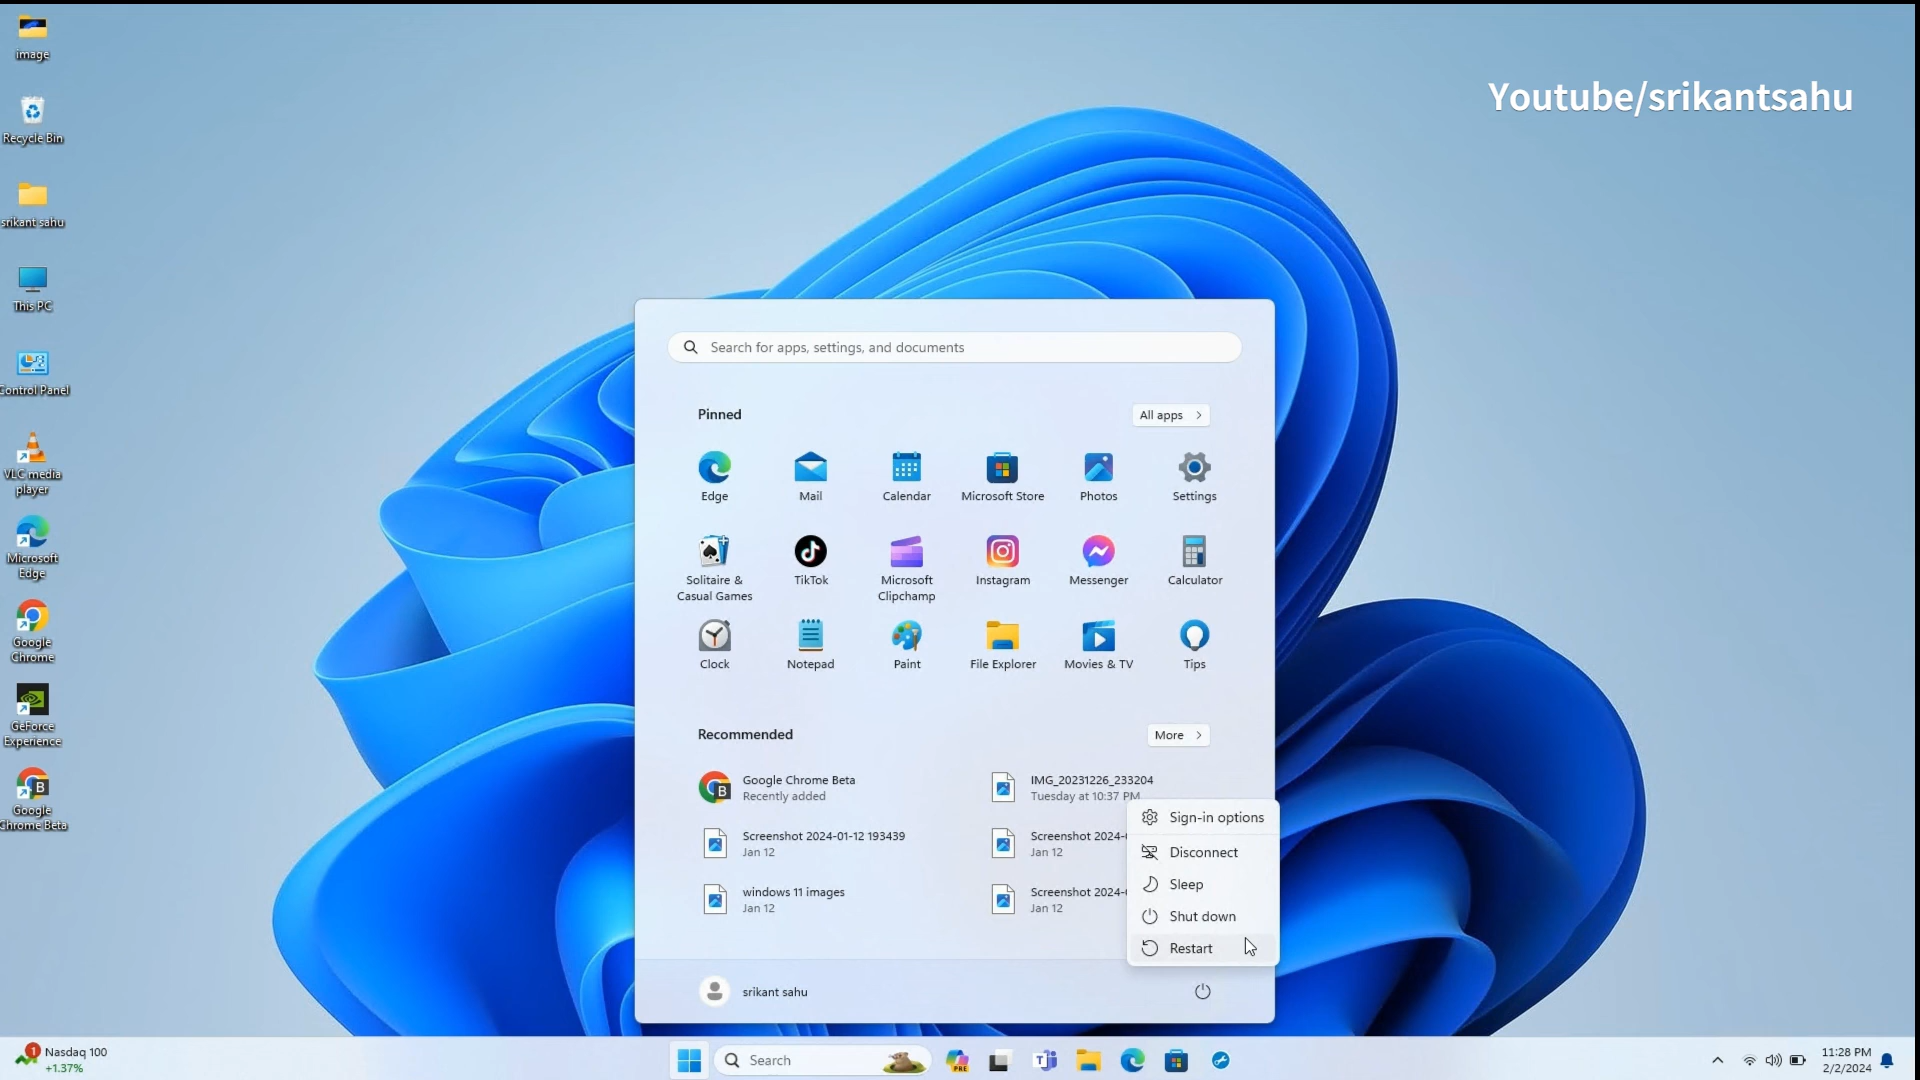 image
Recycle Bin
srikant sahu
This PC
Control Panel
VLC media
player
Microsoft
Edge
Google
Chrome
GeForce
Experience
Google
Chrome Beta
Youtube/srikantsahu
Search for apps, settings, and documents
Pinned
All apps
Edge
Mail
Calendar
Microsoft Store
Photos
Settings
Solitaire &
Casual Games
TikTok
Microsoft
Clipchamp
Instagram
Messenger
Calculator
Clock
Notepad
Paint
File Explorer
Movies & TV
Tips
Recommended
More
Google Chrome Beta
Recently added
IMG_20231226_233204
Tuesday at 10:37 PM
Screenshot 2024-01-12 193439
Jan 12
Screenshot 2024-
Jan 12
windows 11 images
Jan 12
Screenshot 2024-
Jan 12
Sign-in options
Disconnect
Sleep
Shut down
Restart
srikant sahu
1
Nasdaq 100
+1.37%
Search
PRE
11:28 PM
2/2/2024